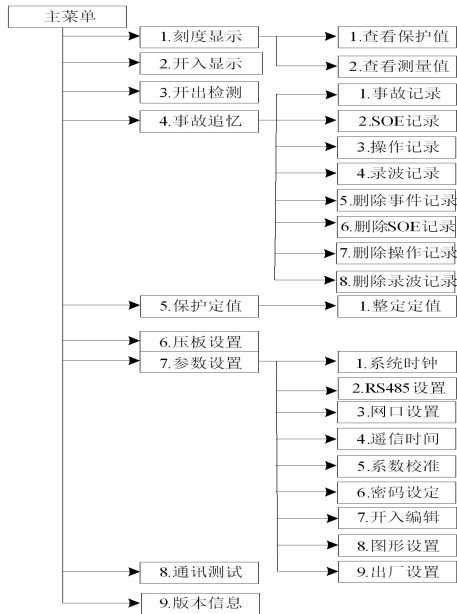 主菜单
1.刻度显示
1.查看保护值
2.查看测量值
2.开入显示
3.开出检测
4.事故追忆
1.事故记录
2.SOE记录
3.操作记录
4.录波记录
5.删除事件记录
6.删除SOE记录
7.删除操作记录
8.删除录波记录
5.保护定值
1.整定定值
6.压板设置
7.参数设置
1.系统时钟
2.RS485设置
3.网口设置
4.遥信时间
5.系数校准
6.密码设定
7.开入编辑
8.图形设置
9.出厂设置
8.通讯测试
9.版本信息